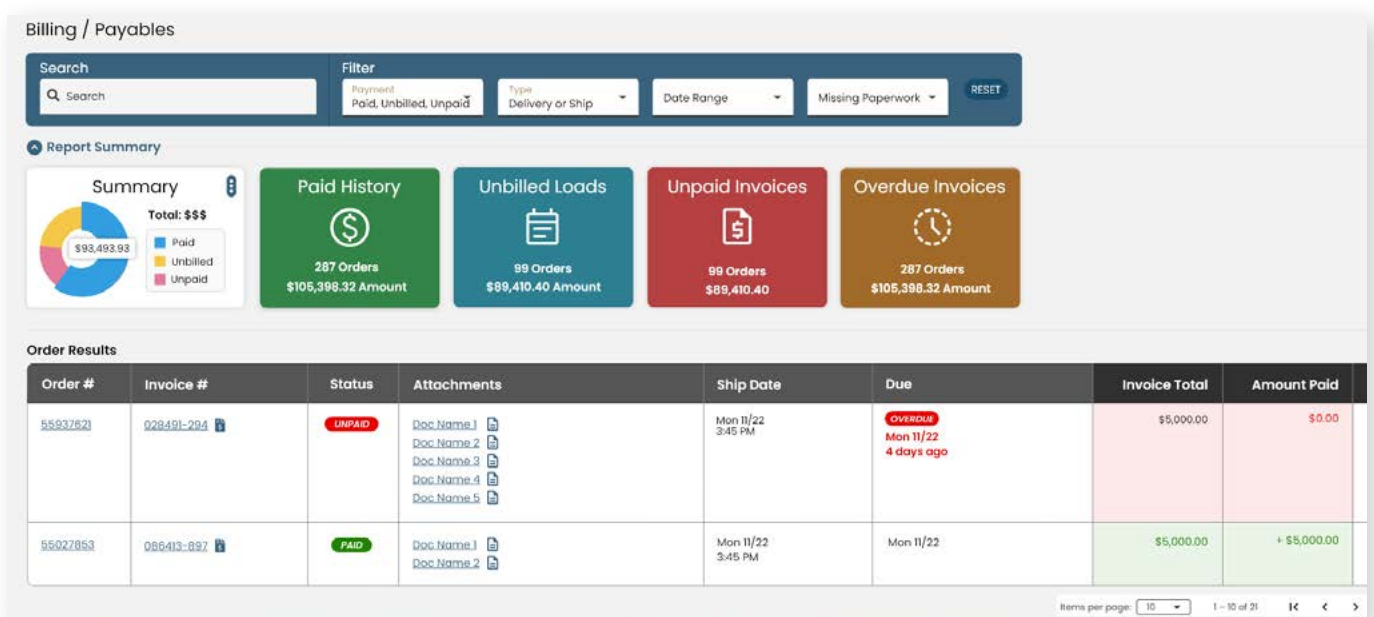 Billing / Payables
Search
Filter
Search
Payment
Paid, Unbilled, Unpaid
Type
Delivery or Ship
Date Range
Missing Paperwork
RESET
Report Summary
Summary
Total: $$$
$93,493.93
Paid
Unbilled
Unpaid
Paid History
287 Orders
$105,398.32 Amount
Unbilled Loads
99 Orders
$89,410.40 Amount
Unpaid Invoices
99 Orders
$89,410.40
Overdue Invoices
287 Orders
$105,398.32 Amount
Order Results
Order # Invoice # Status Attachments Ship Date Due Invoice Total Amount Paid
55937621 028491-294 UNPAID Doc Name 1 Mon 11/22 OVERDUE $5,000.00 $0.00
Doc Name 2 3:45 PM Mon 11/22
Doc Name 3 4 days ago
Doc Name 4
Doc Name 5
55027853 086413-897 PAID Doc Name 1 Mon 11/22 Mon 11/22 $5,000.00 + $5,000.00
Doc Name 2 3:45 PM
Items per page: 10 1 – 10 of 21